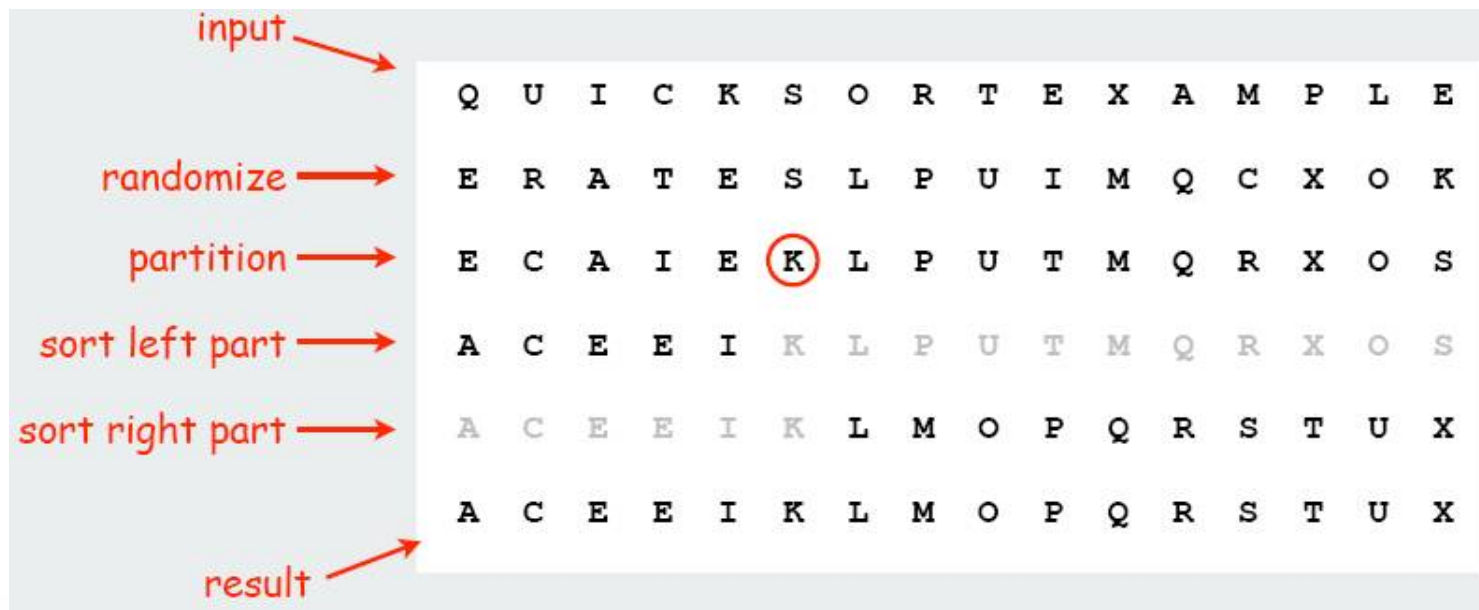 input
Q U I C K S O R T E X A M P L E
randomize E R A T E S L P U I M Q C X O K
partition E C A I E K L P U T M Q R X O S
sort left part A C E E I K L P U T M Q R X O S
sort right part A C E E I K L M O P Q R S T U X
A C E E I K L M O P Q R S T U X
result